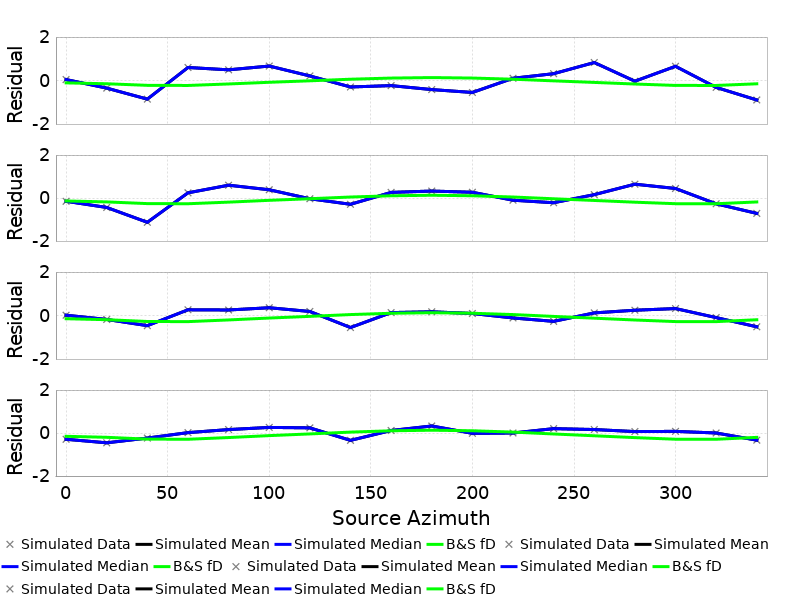 2
Residual
0
-2
2
Residual
0
-2
2
Residual
0
-2
2
Residual
0
-2
0 50 100 150 200 250 300
Source Azimuth
× Simulated Data Simulated Mean Simulated Median B&S fD × Simulated Data Simulated Mean
Simulated Median B&S fD × Simulated Data Simulated Mean Simulated Median B&S fD
× Simulated Data Simulated Mean Simulated Median B&S fD